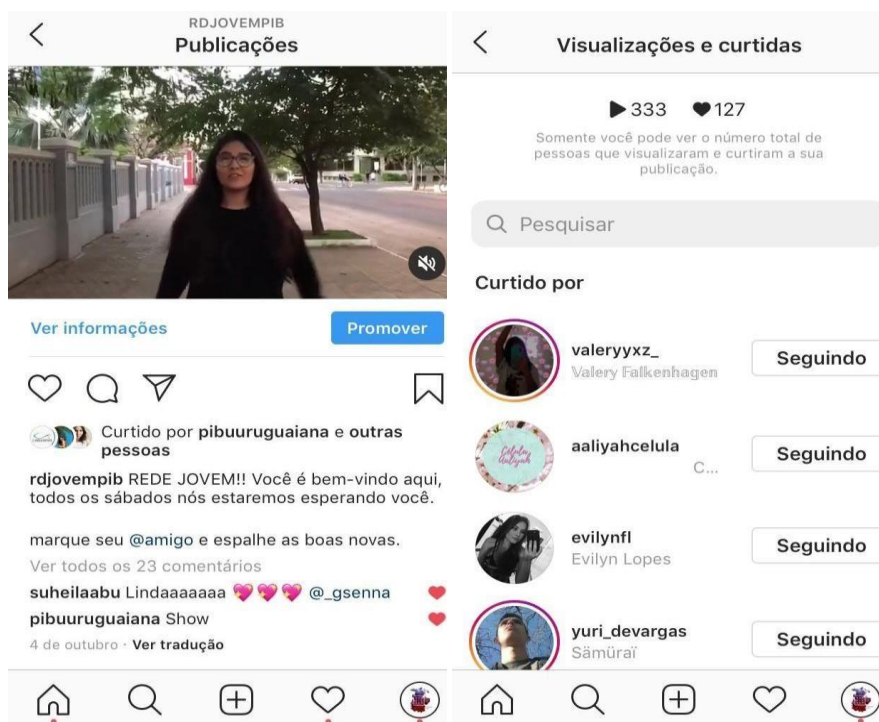 RDJOVEMPIB
Publicações
Ver informações
Promover
Curtido por pibuuruguaiana e outras
pessoas
rdjovempib REDE JOVEM!! Você é bem-vindo aqui,
todos os sábados nós estaremos esperando você.
marque seu @amigo e espalhe as boas novas.
Ver todos os 23 comentários
suheilaabu Lindaaaaaaa 💖 💖 💖 @_gsenna
pibuuruguaiana Show
4 de outubro · Ver tradução
Visualizações e curtidas
333 127
Somente você pode ver o número total de
pessoas que visualizaram e curtiram a sua
publicação.
Pesquisar
Curtido por
valeryyxz_
Valery Falkenhagen
Seguindo
Célula
Aaliyah
aaliyahcelula
C...
Seguindo
evilynfl
Evilyn Lopes
Seguindo
yuri_devargas
Sämüraï
Seguindo